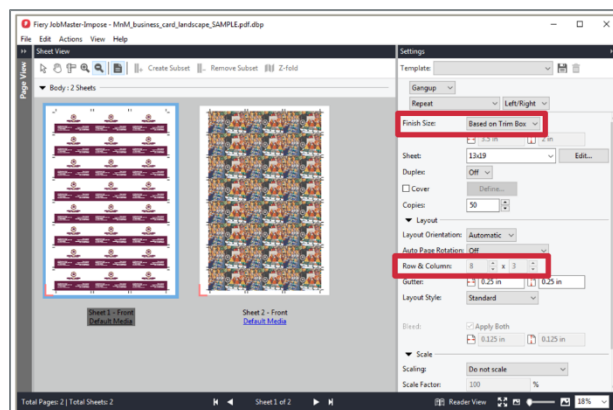 Fiery JobMaster-Impose - MnM_business_card_landscape_SAMPLE.pdf.dbp
File Edit Actions View Help
Sheet View
Settings
Page View
Create Subset Remove Subset Z-fold
Template:
Body : 2 Sheets
Gangup
Repeat Left/Right
Finish Size: Based on Trim Box
3.5 in 2 in
Sheet: 13x19 Edit...
Duplex: Off
Cover Define...
Copies: 50
Layout
Layout Orientation: Automatic
Auto Page Rotation: Off
Row & Column: 8 x 3
Gutter: 0.25 in 0.25 in
Layout Style: Standard
Bleed: Apply Both
0.125 in 0.125 in
Scale
Scaling: Do not scale
Scale Factor: 100 %
Sheet 1 - Front
Default Media
Sheet 2 - Front
Default Media
Total Pages: 2 | Total Sheets: 2 Sheet 1 of 2 Reader View 18%